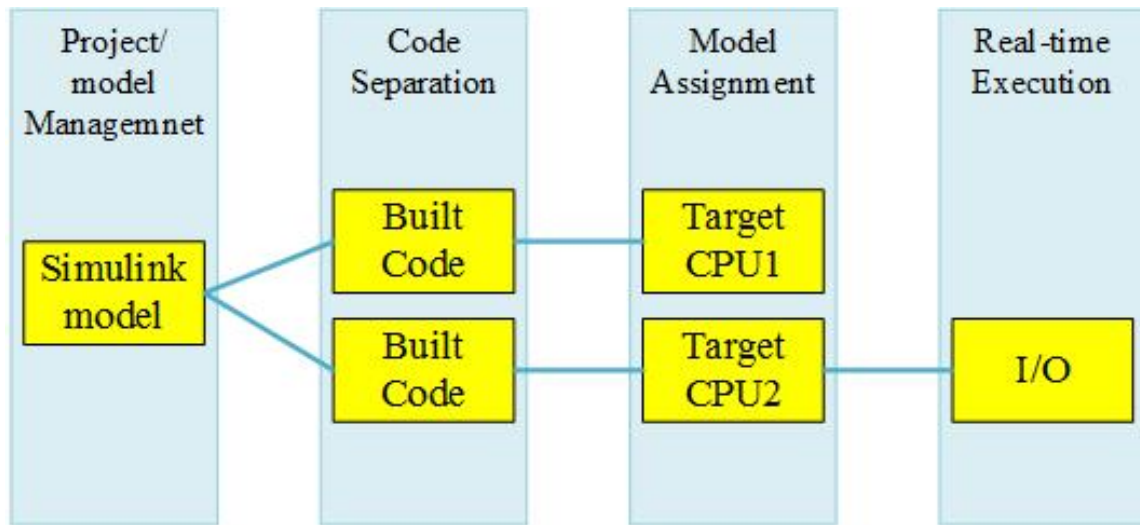 Project/
model
Managemnet
Code
Separation
Model
Assignment
Real-time
Execution
Simulink
model
Built
Code
Built
Code
Target
CPU1
Target
CPU2
I/O